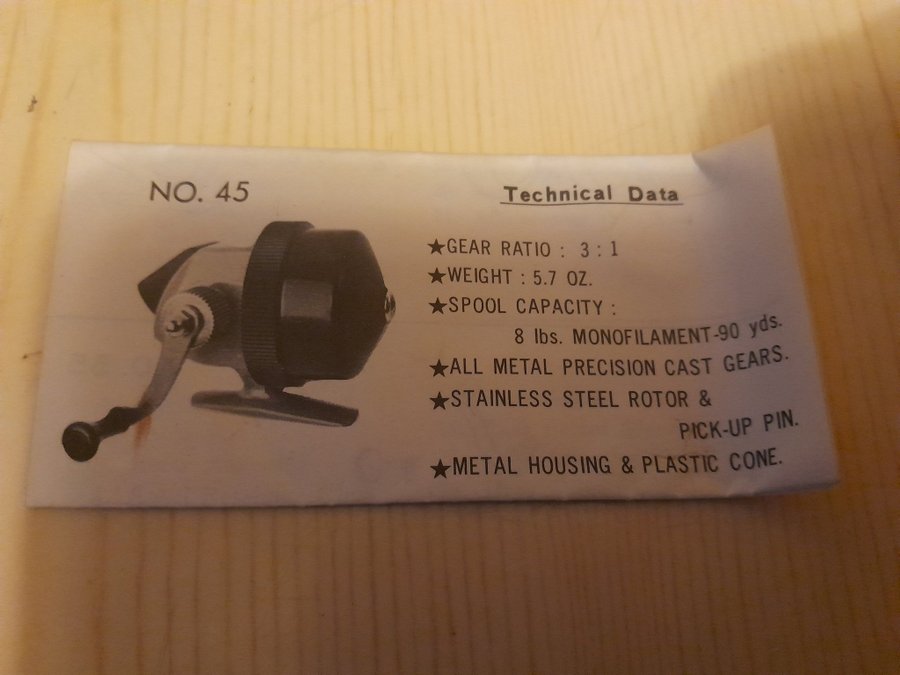 NO. 45
Technical Data
★GEAR RATIO : 3 : 1
★WEIGHT : 5.7 OZ.
★SPOOL CAPACITY :
8 lbs. MONOFILAMENT-90 yds.
★ALL METAL PRECISION CAST GEARS.
★STAINLESS STEEL ROTOR &
PICK-UP PIN.
★METAL HOUSING & PLASTIC CONE.